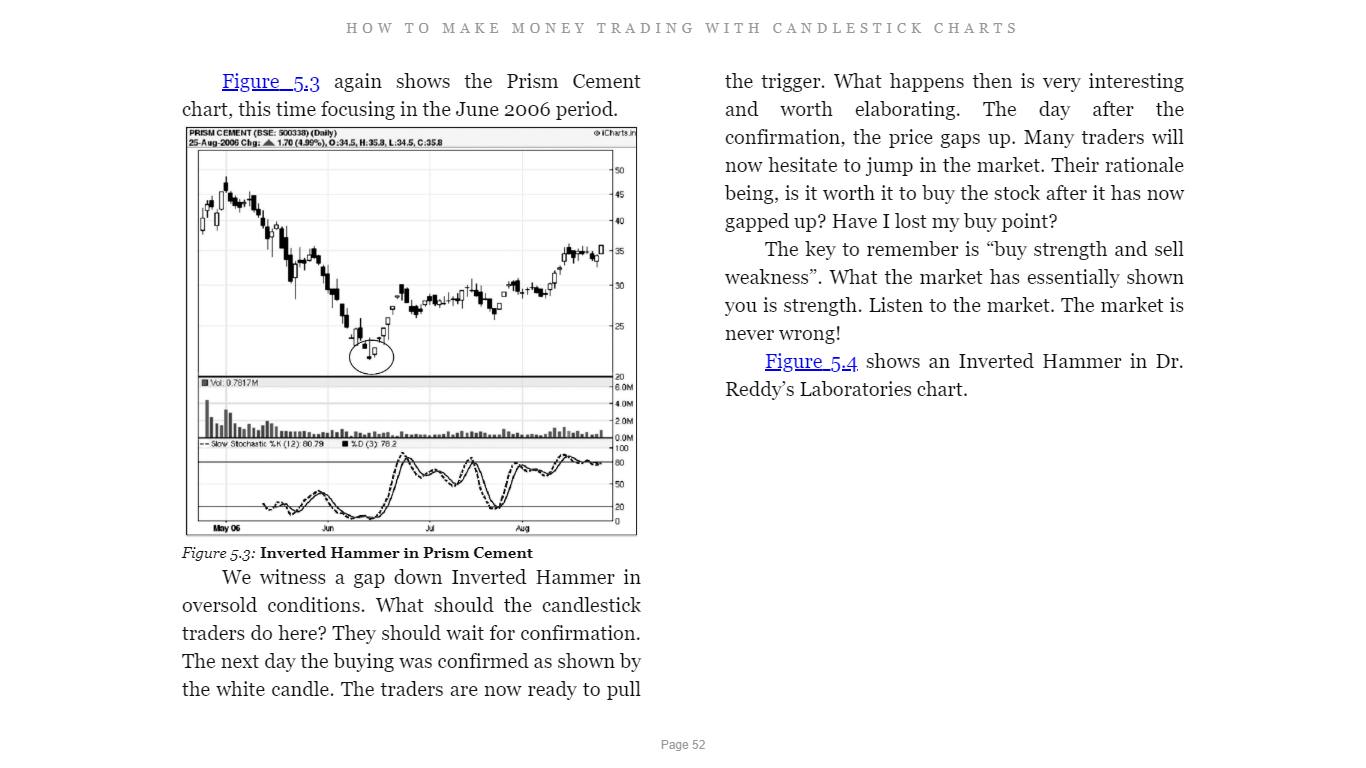 HOW TO MAKE MONEY TRADING WITH CANDLESTICK CHARTS
Figure 5.3 again shows the Prism Cement
chart, this time focusing in the June 2006 period.
PRISM CEMENT (BSE: 500338) (Daily)
© iCharts.in
25-Aug-2006 Chg: 1.70 (4.99%), O:34.5, H:35.8, L:34.5, C:35.8
50
45
40
35
30
25
20
Vol: 0.7817M
6.0M
4.0M
2.0M
0.0M
Slow Stochastic %K (12): 80.79 %D (3): 78.2
100
80
50
20
0
May 06 Jun Jul Aug
Figure 5.3: Inverted Hammer in Prism Cement
We witness a gap down Inverted Hammer in
oversold conditions. What should the candlestick
traders do here? They should wait for confirmation.
The next day the buying was confirmed as shown by
the white candle. The traders are now ready to pull
the trigger. What happens then is very interesting
and worth elaborating. The day after the
confirmation, the price gaps up. Many traders will
now hesitate to jump in the market. Their rationale
being, is it worth it to buy the stock after it has now
gapped up? Have I lost my buy point?
The key to remember is “buy strength and sell
weakness”. What the market has essentially shown
you is strength. Listen to the market. The market is
never wrong!
Figure 5.4 shows an Inverted Hammer in Dr.
Reddy’s Laboratories chart.
Page 52